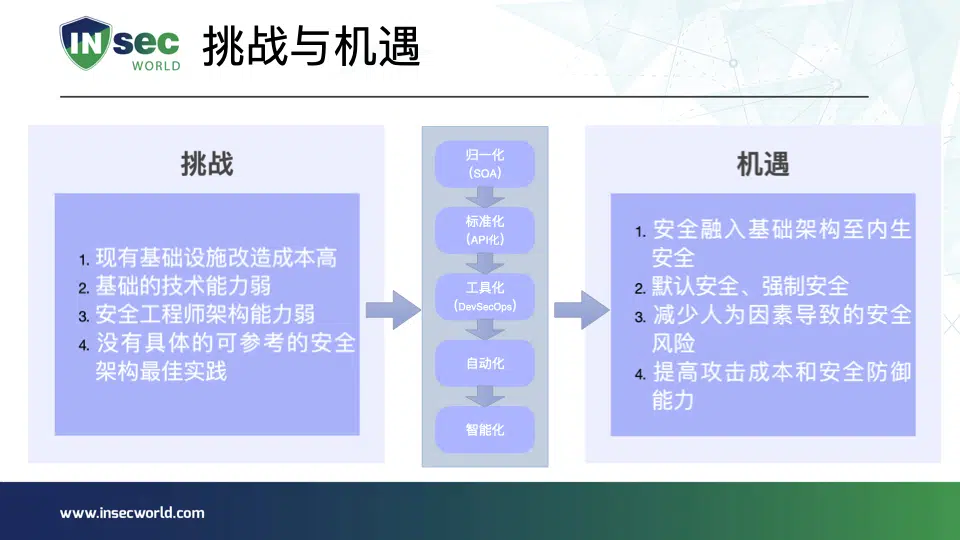 INsec
WORLD
挑战与机遇
挑战
1. 现有基础设施改造成本高
2. 基础的技术能力弱
3. 安全工程师架构能力弱
4. 没有具体的可参考的安全
架构最佳实践
归一化
（SOA）
标准化
（API化）
工具化
（DevSecOps）
自动化
智能化
机遇
1. 安全融入基础架构至内生
安全
2. 默认安全、强制安全
3. 减少人为因素导致的安全
风险
4. 提高攻击成本和安全防御
能力
www.insecworld.com